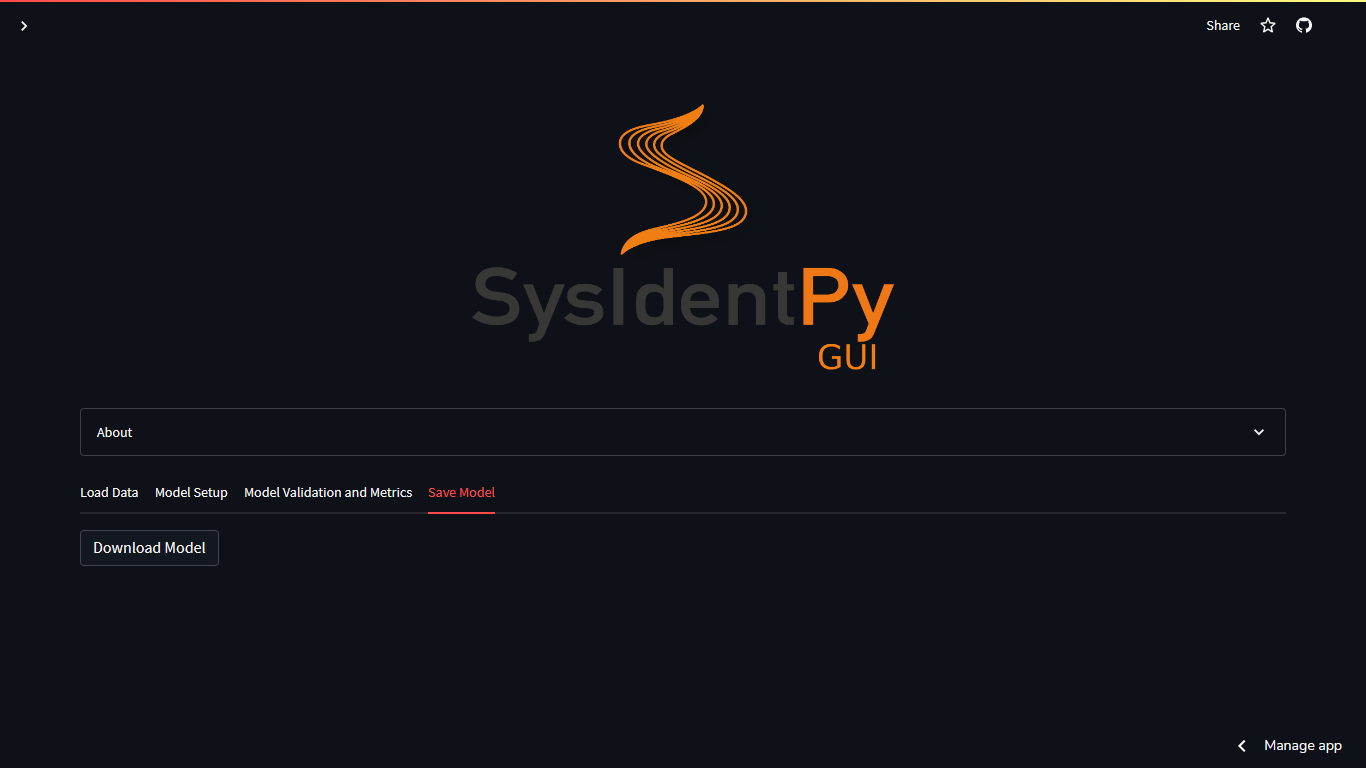 Share
SysIdentPy
GUI
About
Load Data Model Setup Model Validation and Metrics Save Model
Download Model
Manage app